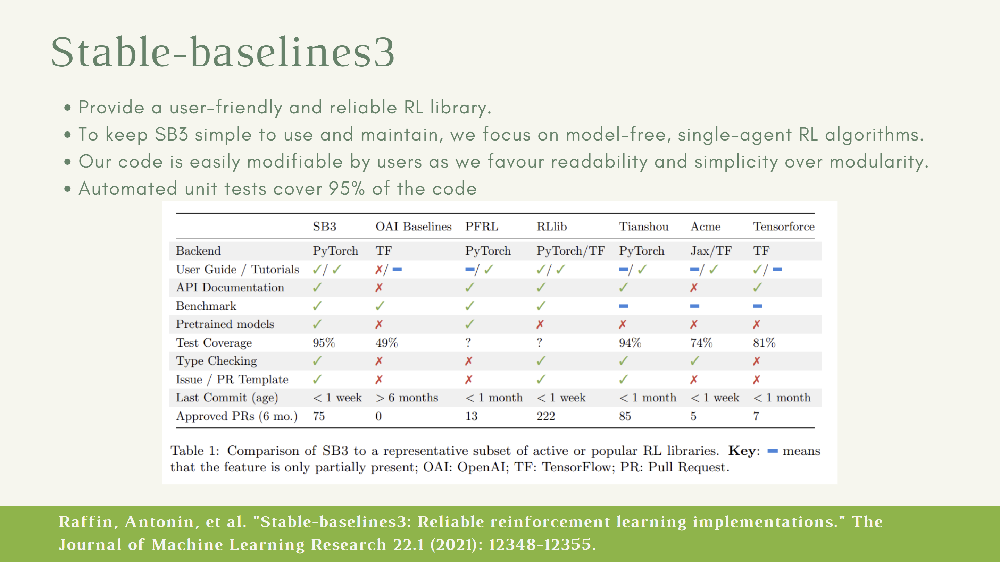 Stable-baselines3
• Provide a user-friendly and reliable RL library.
• To keep SB3 simple to use and maintain, we focus on model-free, single-agent RL algorithms.
• Our code is easily modifiable by users as we favour readability and simplicity over modularity.
• Automated unit tests cover 95% of the code
SB3 OAI Baselines PFRL RLlib Tianshou Acme Tensorforce
Backend PyTorch TF PyTorch PyTorch/TF PyTorch Jax/TF TF
User Guide / Tutorials ✓/ ✓ ✗/ – –/ ✓ ✓/ ✓ –/ ✓ –/ ✓ ✓/ –
API Documentation ✓ ✗ ✓ ✓ ✓ ✗ ✓
Benchmark ✓ ✓ ✓ ✓ – – –
Pretrained models ✓ ✗ ✓ ✗ ✗ ✗ ✗
Test Coverage 95% 49% ? ? 94% 74% 81%
Type Checking ✓ ✗ ✗ ✓ ✓ ✓ ✗
Issue / PR Template ✓ ✗ ✗ ✓ ✓ ✗ ✗
Last Commit (age) < 1 week > 6 months < 1 month < 1 week < 1 month < 1 week < 1 month
Approved PRs (6 mo.) 75 0 13 222 85 5 7
Table 1: Comparison of SB3 to a representative subset of active or popular RL libraries. Key: – means
that the feature is only partially present; OAI: OpenAI; TF: TensorFlow; PR: Pull Request.
Raffin, Antonin, et al. "Stable-baselines3: Reliable reinforcement learning implementations." The
Journal of Machine Learning Research 22.1 (2021): 12348-12355.